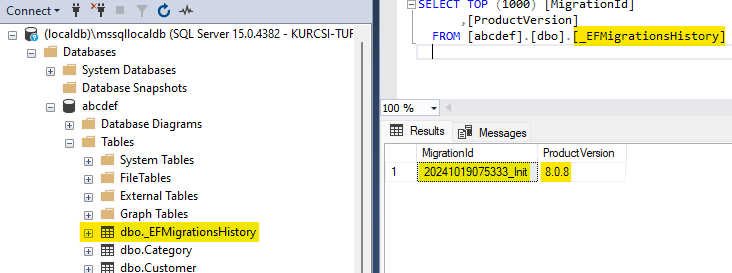 Connect
(localdb)\mssqllocaldb (SQL Server 15.0.4382 - KURCSI-TUF
Databases
System Databases
Database Snapshots
abcdef
Database Diagrams
Tables
System Tables
FileTables
External Tables
Graph Tables
dbo._EFMigrationsHistory
dbo.Category
dbo.Customer
SELECT TOP (1000) [MigrationId]
,[ProductVersion]
FROM [abcdef].[dbo].[_EFMigrationsHistory]
100 %
Results
Messages
MigrationId
ProductVersion
1
20241019075333_Init
8.0.8